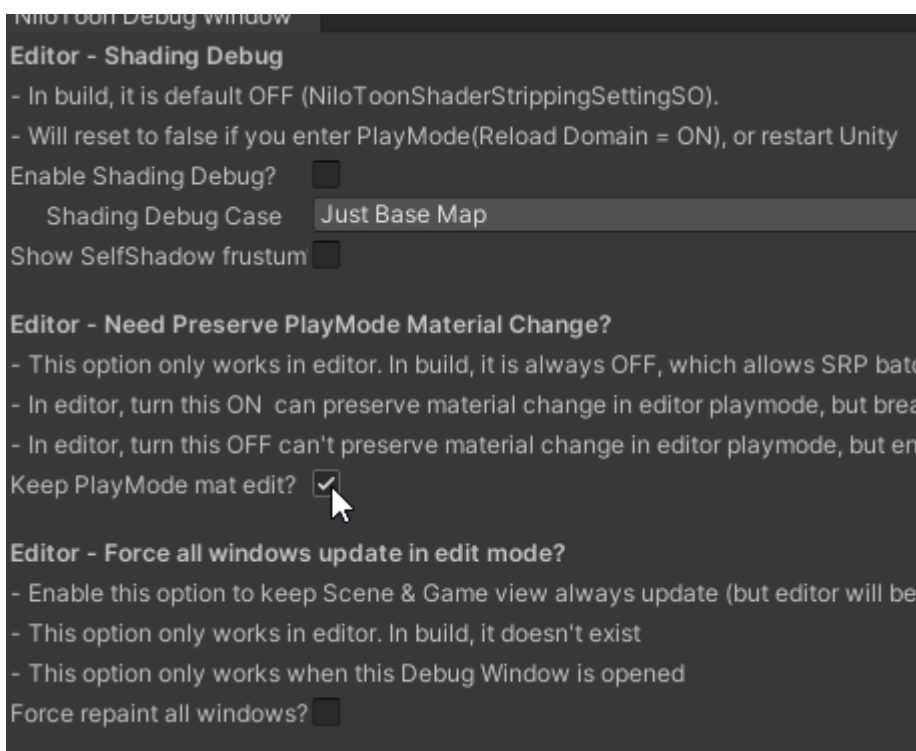 NiloToon Debug Window
Editor - Shading Debug
- In build, it is default OFF (NiloToonShaderStrippingSettingSO).
- Will reset to false if you enter PlayMode(Reload Domain = ON), or restart Unity
Enable Shading Debug?
Shading Debug Case Just Base Map
Show SelfShadow frustum
Editor - Need Preserve PlayMode Material Change?
- This option only works in editor. In build, it is always OFF, which allows SRP batc
- In editor, turn this ON can preserve material change in editor playmode, but brea
- In editor, turn this OFF can't preserve material change in editor playmode, but en
Keep PlayMode mat edit?
Editor - Force all windows update in edit mode?
- Enable this option to keep Scene & Game view always update (but editor will be
- This option only works in editor. In build, it doesn't exist
- This option only works when this Debug Window is opened
Force repaint all windows?